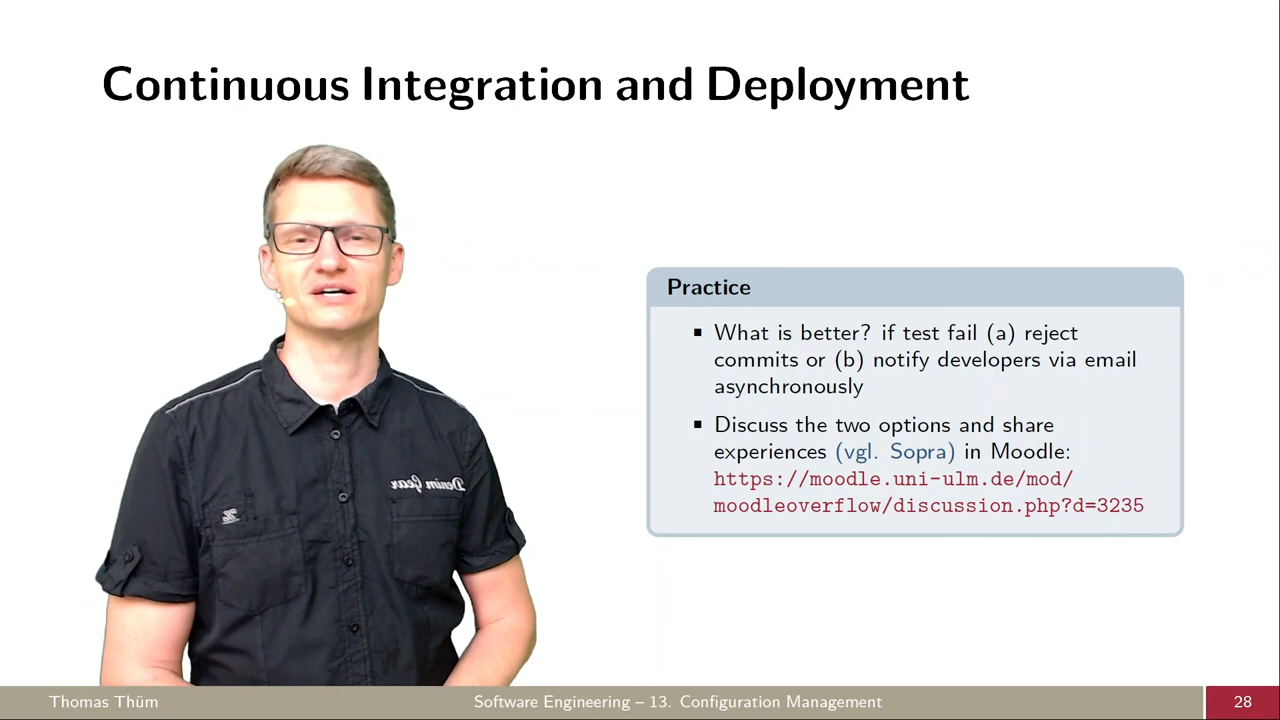 Continuous Integration and Deployment
Practice
▪ What is better? if test fail (a) reject
commits or (b) notify developers via email
asynchronously
▪ Discuss the two options and share
experiences (vgl. Sopra) in Moodle:
https://moodle.uni-ulm.de/mod/
moodleoverflow/discussion.php?d=3235
Denim Gear
Thomas Thüm
Software Engineering – 13. Configuration Management
28